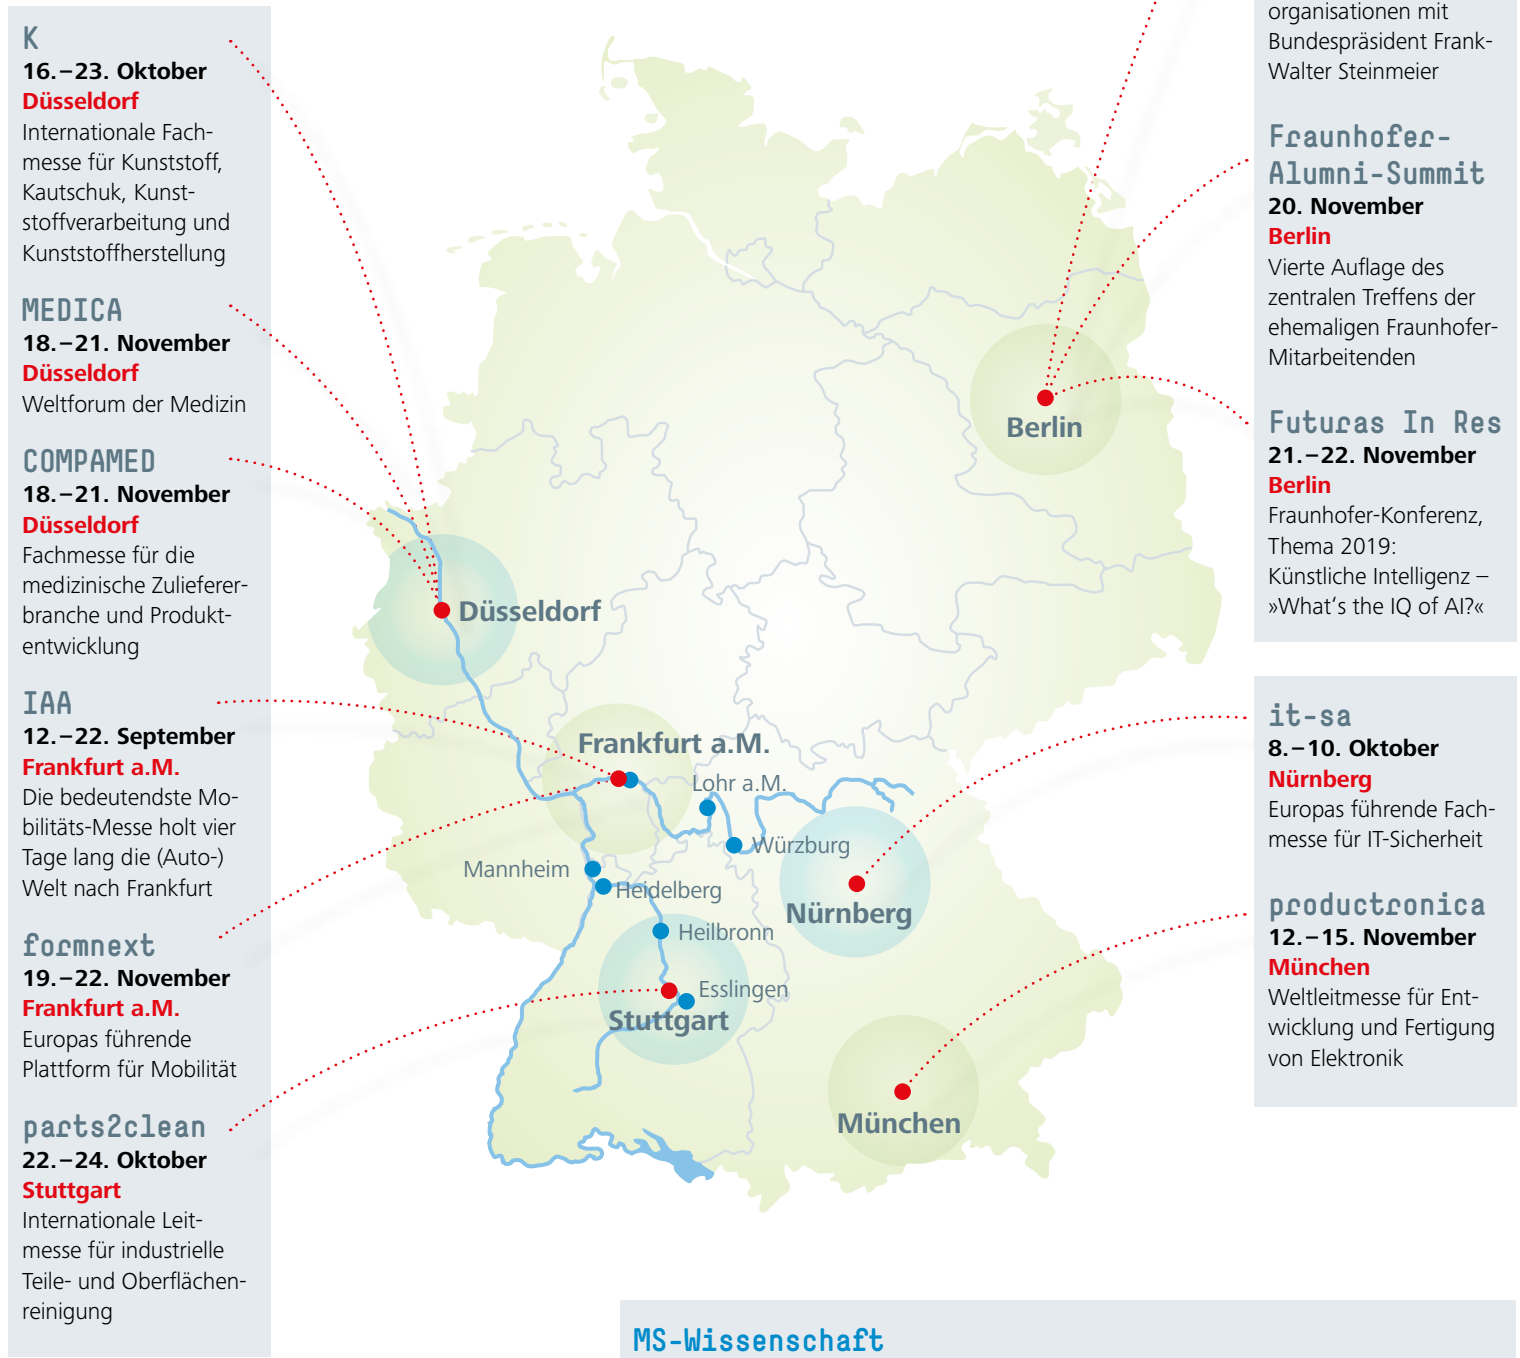 K
16.–23. Oktober
Düsseldorf
Internationale Fach-
messe für Kunststoff,
Kautschuk, Kunst-
stoffverarbeitung und
Kunststoffherstellung
MEDICA
18.–21. November
Düsseldorf
Weltforum der Medizin
COMPAMED
18.–21. November
Düsseldorf
Fachmesse für die
medizinische Zulieferer-
branche und Produkt-
entwicklung
IAA
12.–22. September
Frankfurt a.M.
Die bedeutendste Mo-
bilitäts-Messe holt vier
Tage lang die (Auto-)
Welt nach Frankfurt
formnext
19.–22. November
Frankfurt a.M.
Europas führende
Plattform für Mobilität
parts2clean
22.–24. Oktober
Stuttgart
Internationale Leit-
messe für industrielle
Teile- und Oberflächen-
reinigung
Berlin
Düsseldorf
Frankfurt a.M.
Lohr a.M.
Würzburg
Mannheim
Heidelberg
Nürnberg
Heilbronn
Esslingen
Stuttgart
München
organisationen mit
Bundespräsident Frank-
Walter Steinmeier
Fraunhofer-
Alumni-Summit
20. November
Berlin
Vierte Auflage des
zentralen Treffens der
ehemaligen Fraunhofer-
Mitarbeitenden
Futuras In Res
21.–22. November
Berlin
Fraunhofer-Konferenz,
Thema 2019:
Künstliche Intelligenz –
»What's the IQ of AI?«
it-sa
8.–10. Oktober
Nürnberg
Europas führende Fach-
messe für IT-Sicherheit
productronica
12.–15. November
München
Weltleitmesse für Ent-
wicklung und Fertigung
von Elektronik
MS-Wissenschaft